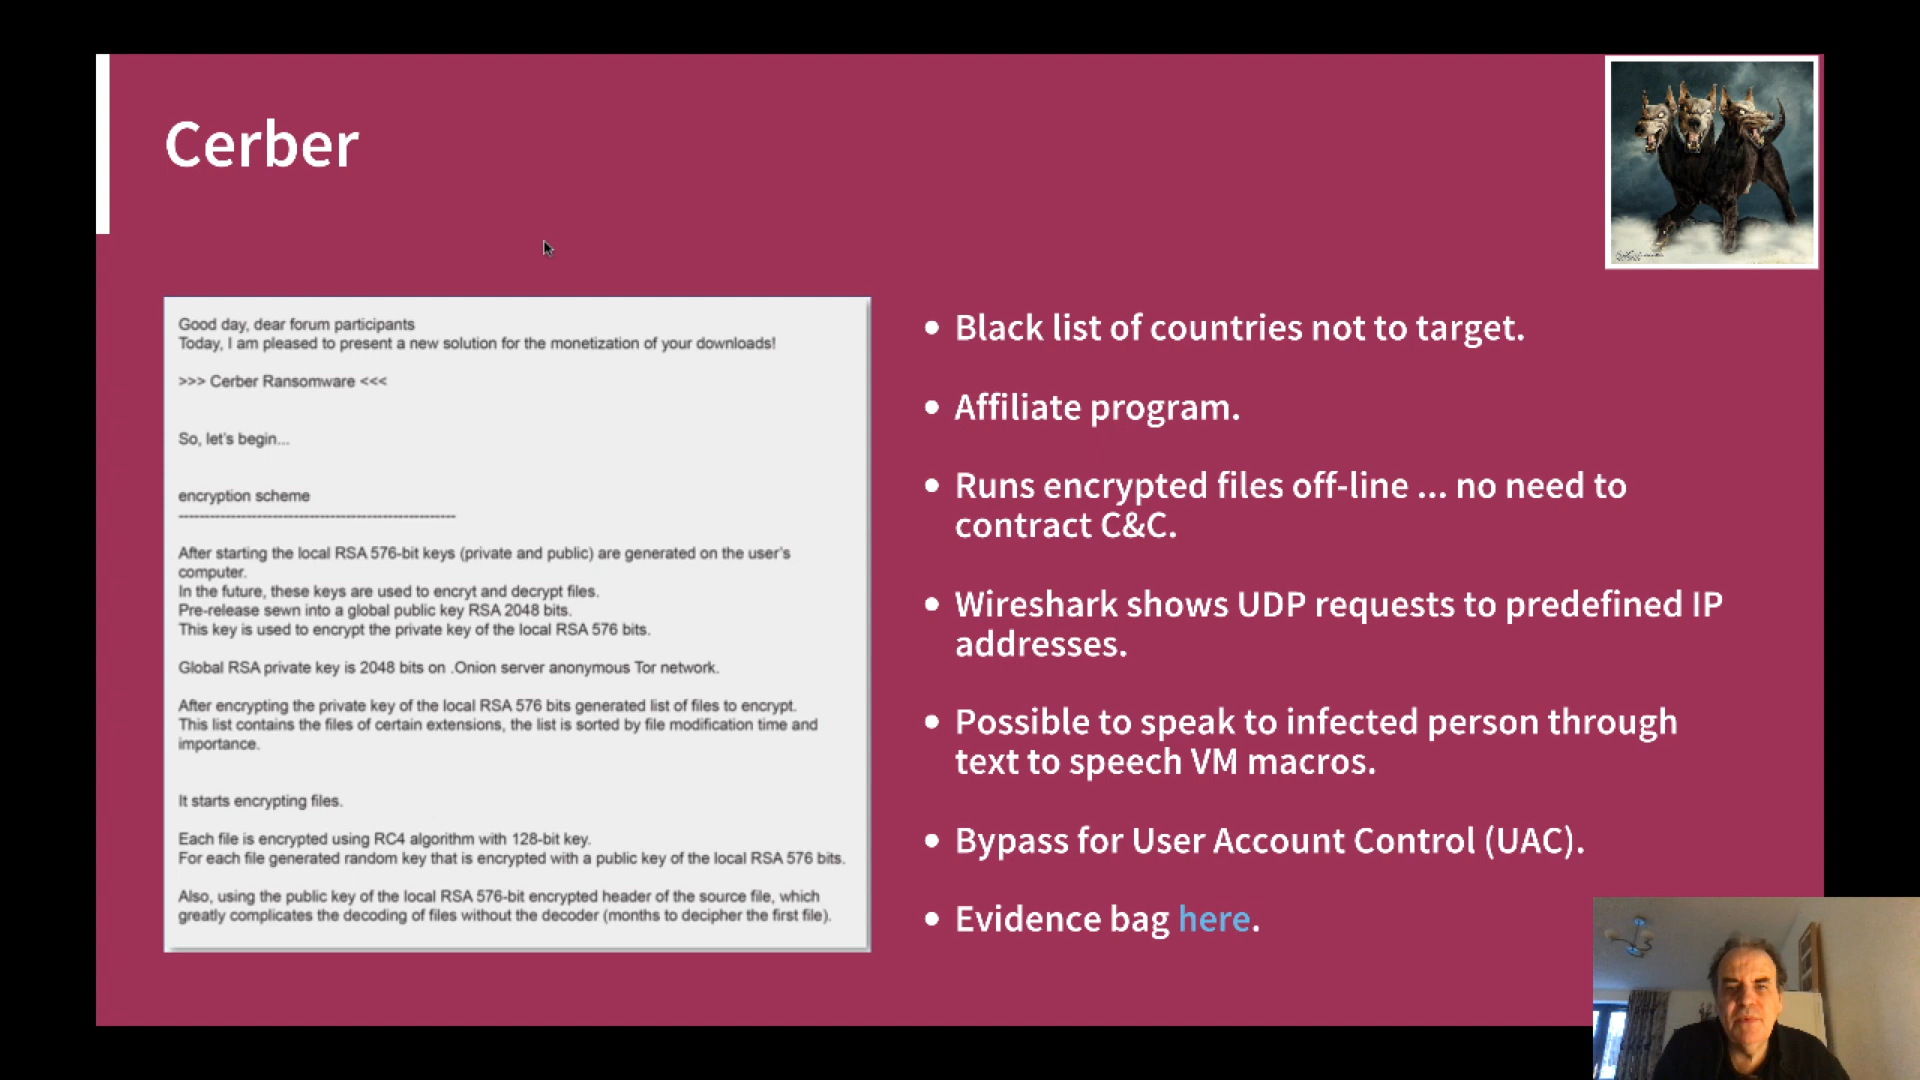 Cerber
Good day, dear forum participants
Today, I am pleased to present a new solution for the monetization of your downloads!
>>> Cerber Ransomware <<<
So, let's begin...
encryption scheme
------------------------------------------------------
After starting the local RSA 576-bit keys (private and public) are generated on the user's
computer.
In the future, these keys are used to encryt and decrypt files.
Pre-release sewn into a global public key RSA 2048 bits.
This key is used to encrypt the private key of the local RSA 576 bits.
Global RSA private key is 2048 bits on .Onion server anonymous Tor network.
After encrypting the private key of the local RSA 576 bits generated list of files to encrypt.
This list contains the files of certain extensions, the list is sorted by file modification time and
importance.
It starts encrypting files.
Each file is encrypted using RC4 algorithm with 128-bit key.
For each file generated random key that is encrypted with a public key of the local RSA 576 bits.
Also, using the public key of the local RSA 576-bit encrypted header of the source file, which
greatly complicates the decoding of files without the decoder (months to decipher the first file).
• Black list of countries not to target.
• Affiliate program.
• Runs encrypted files off-line ... no need to
contract C&C.
• Wireshark shows UDP requests to predefined IP
addresses.
• Possible to speak to infected person through
text to speech VM macros.
• Bypass for User Account Control (UAC).
• Evidence bag here.